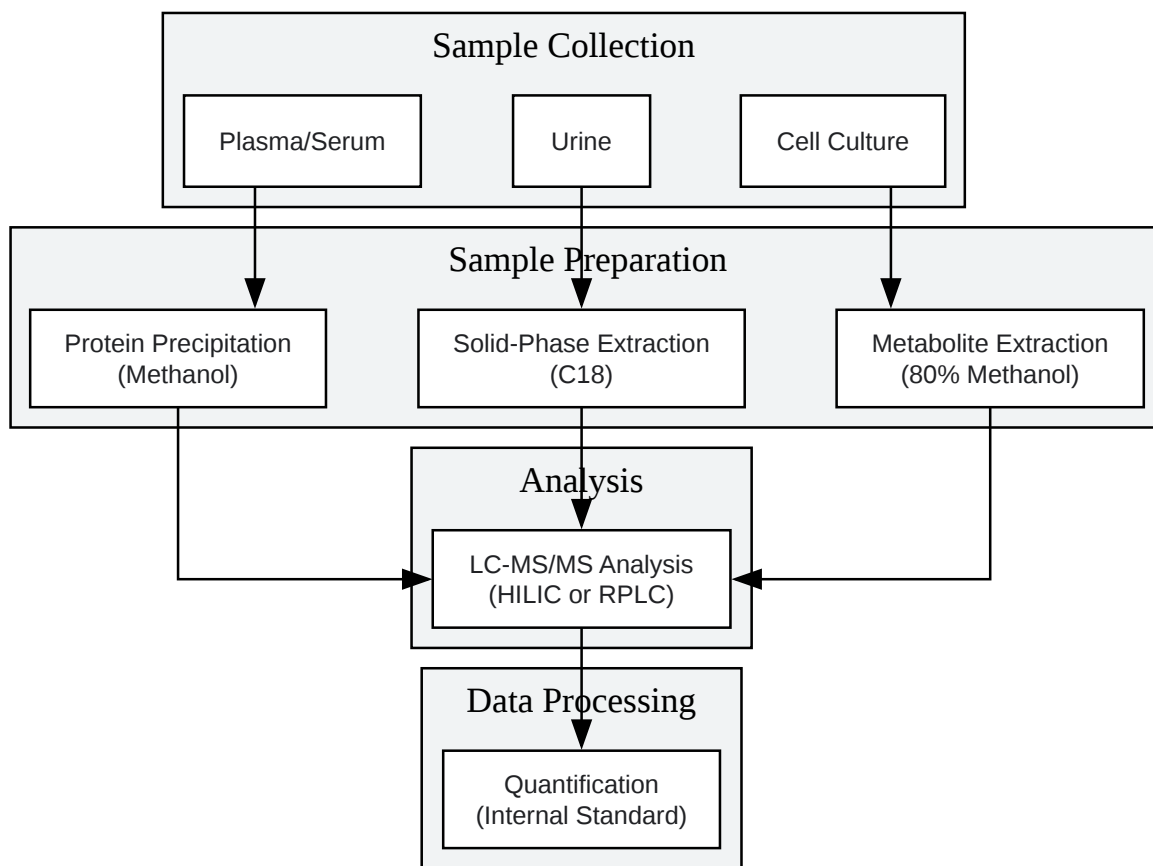 Sample Collection
Plasma/Serum
Urine
Cell Culture
Sample Preparation
Protein Precipitation
(Methanol)
Solid-Phase Extraction
(C18)
Metabolite Extraction
(80% Methanol)
Analysis
LC-MS/MS Analysis
(HILIC or RPLC)
Data Processing
Quantification
(Internal Standard)